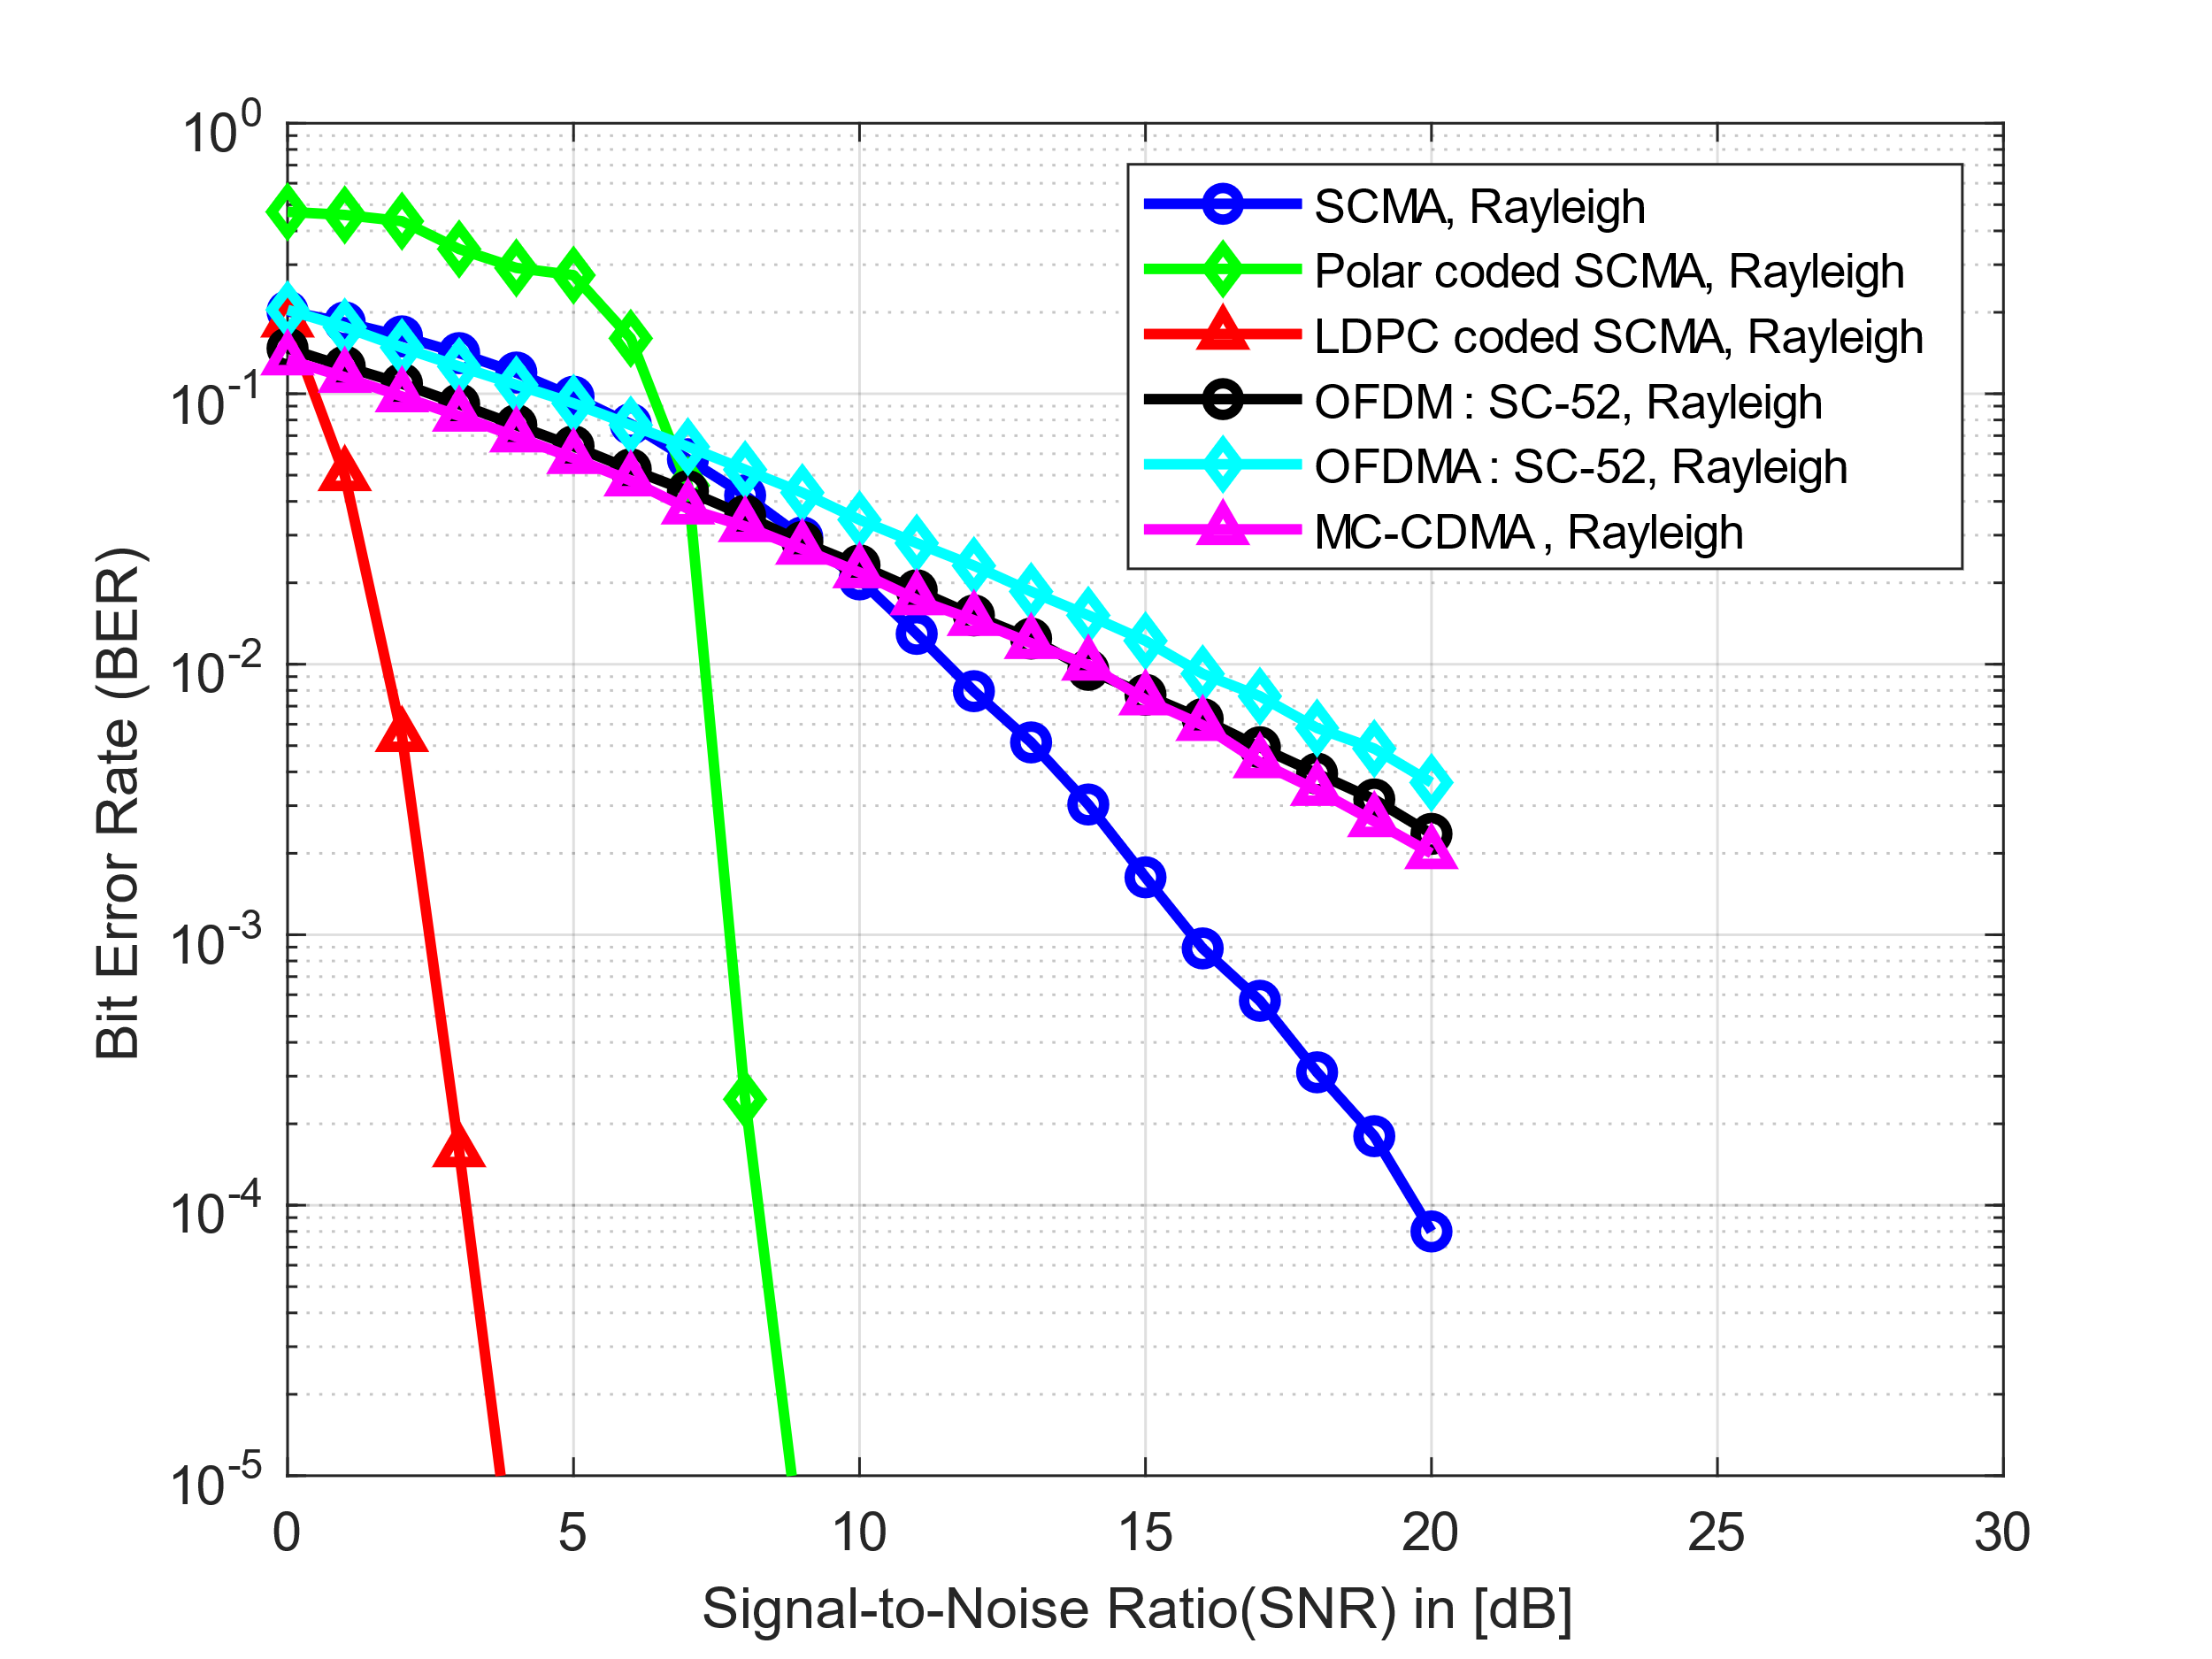 10^0
10^-1
10^-2
10^-3
10^-4
10^-5
Bit Error Rate (BER)
SCMA, Rayleigh
Polar coded SCMA, Rayleigh
LDPC coded SCMA, Rayleigh
OFDM : SC-52, Rayleigh
OFDMA : SC-52, Rayleigh
MC-CDMA , Rayleigh
0 5 10 15 20 25 30
Signal-to-Noise Ratio(SNR) in [dB]